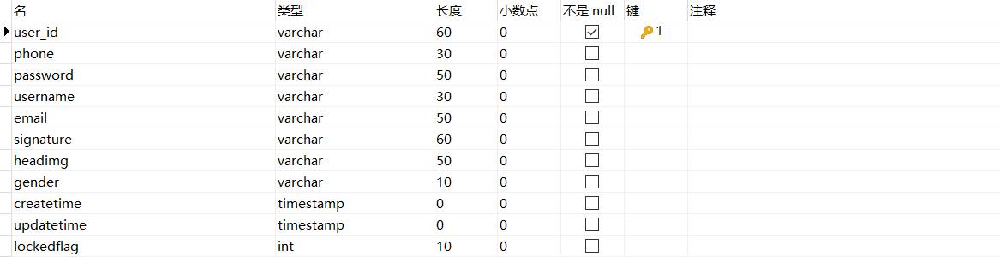 名 类型 长度 小数点 不是 null 键 注释
user_id varchar 60 0 1
phone varchar 30 0
password varchar 50 0
username varchar 30 0
email varchar 50 0
signature varchar 60 0
headimg varchar 50 0
gender varchar 10 0
createtime timestamp 0 0
updatetime timestamp 0 0
lockedflag int 10 0